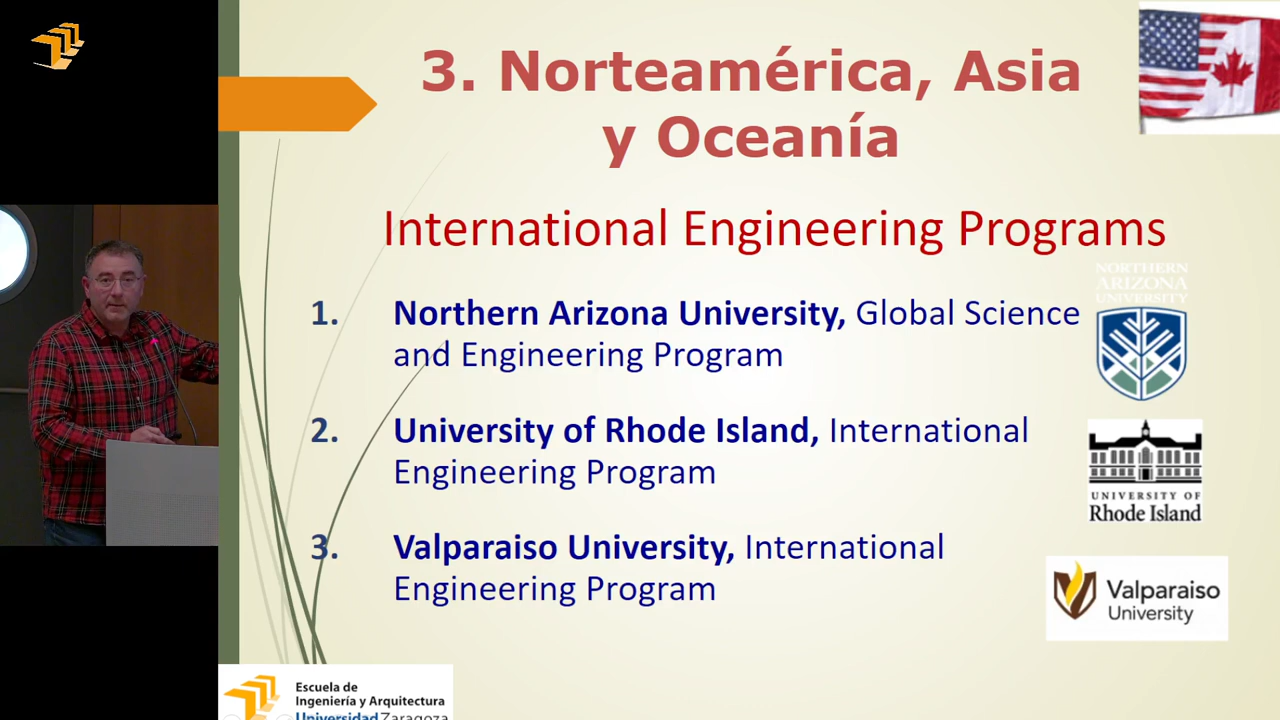 3. Norteamérica, Asia
y Oceanía
International Engineering Programs
NORTHERN
ARIZONA
UNIVERSITY
1. Northern Arizona University, Global Science
and Engineering Program
2. University of Rhode Island, International
Engineering Program
UNIVERSITY OF
Rhode Island
3. Valparaiso University, International
Engineering Program
Valparaiso
University
Escuela de
Ingeniería y Arquitectura
Universidad Zaragoza